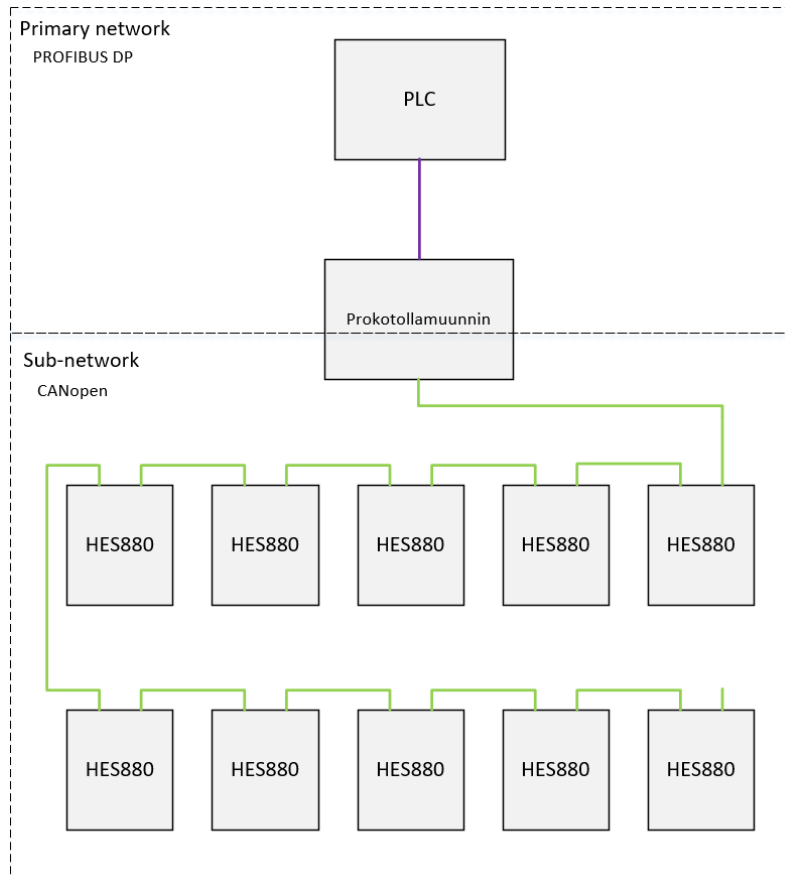 Primary network
PROFIBUS DP
PLC
Prokotollamuunnin
Sub-network
CANopen
HES880 HES880 HES880 HES880 HES880
HES880 HES880 HES880 HES880 HES880